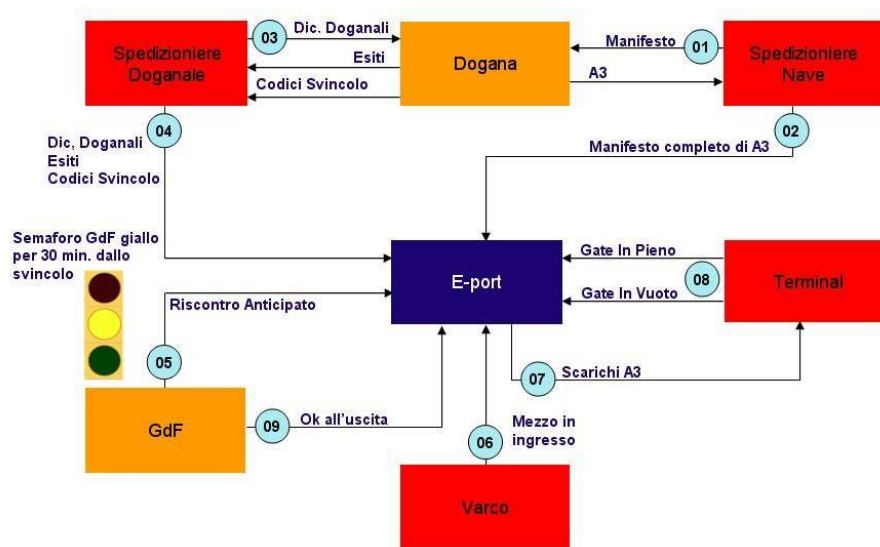 03
Dic. Doganali
Manifesto
01
Spedizioniere
Doganale
Esiti
Dogana
Spedizioniere
Nave
Codici Svincolo
A3
04
02
Dic, Doganali
Esiti
Codici Svincolo
Manifesto completo di A3
Semaforo GdF giallo
per 30 min. dallo
svincolo
Gate In Pieno
E-port
08
Terminal
Riscontro Anticipato
Gate In Vuoto
05
07
Scarichi A3
GdF
09
Ok all'uscita
06
Mezzo in
ingresso
Varco